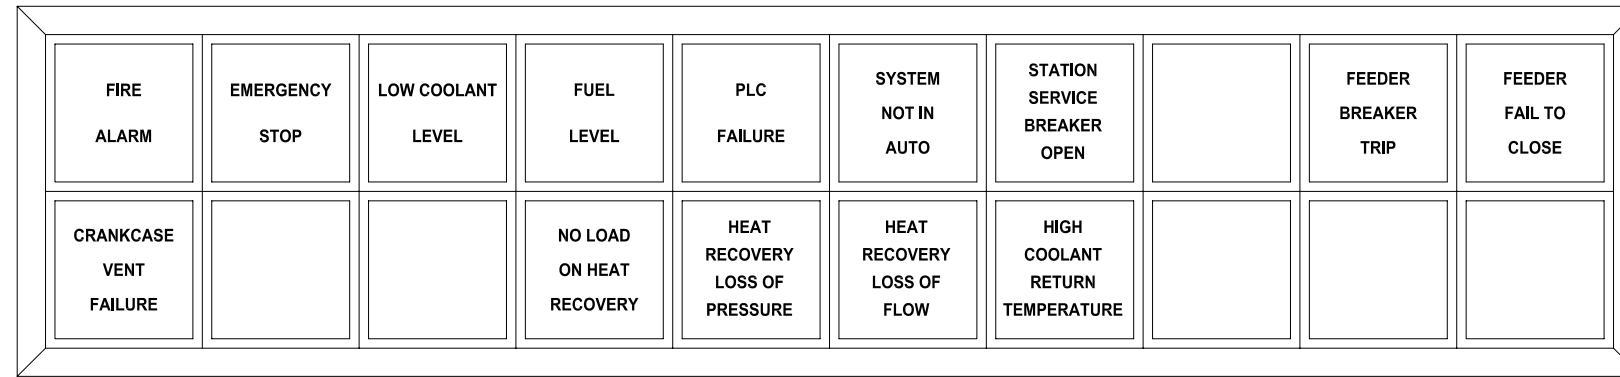 FIRE
ALARM
EMERGENCY
STOP
LOW COOLANT
LEVEL
FUEL
LEVEL
PLC
FAILURE
SYSTEM
NOT IN
AUTO
STATION
SERVICE
BREAKER
OPEN
FEEDER
BREAKER
TRIP
FEEDER
FAIL TO
CLOSE
CRANKCASE
VENT
FAILURE
NO LOAD
ON HEAT
RECOVERY
HEAT
RECOVERY
LOSS OF
PRESSURE
HEAT
RECOVERY
LOSS OF
FLOW
HIGH
COOLANT
RETURN
TEMPERATURE